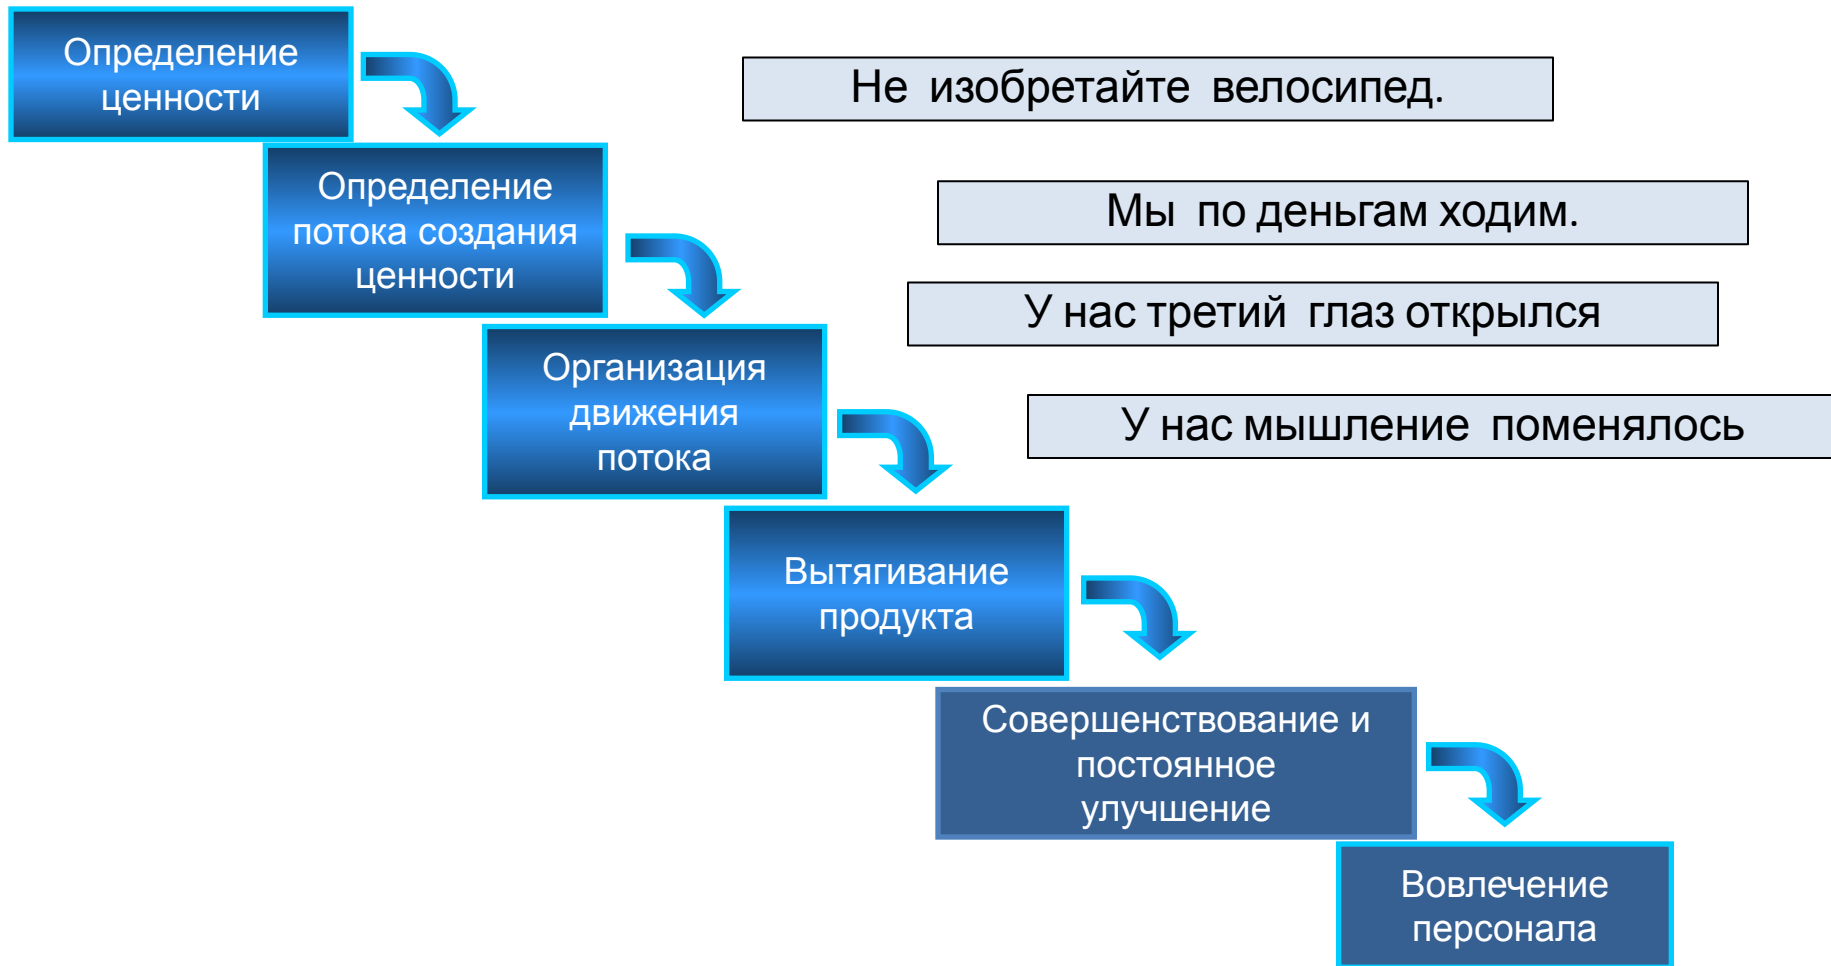 Определение
ценности
Не изобретайте велосипед.
Определение
потока создания
ценности
Мы по деньгам ходим.
У нас третий глаз открылся
Организация
движения
потока
У нас мышление поменялось
Вытягивание
продукта
Совершенствование и
постоянное
улучшение
Вовлечение
персонала